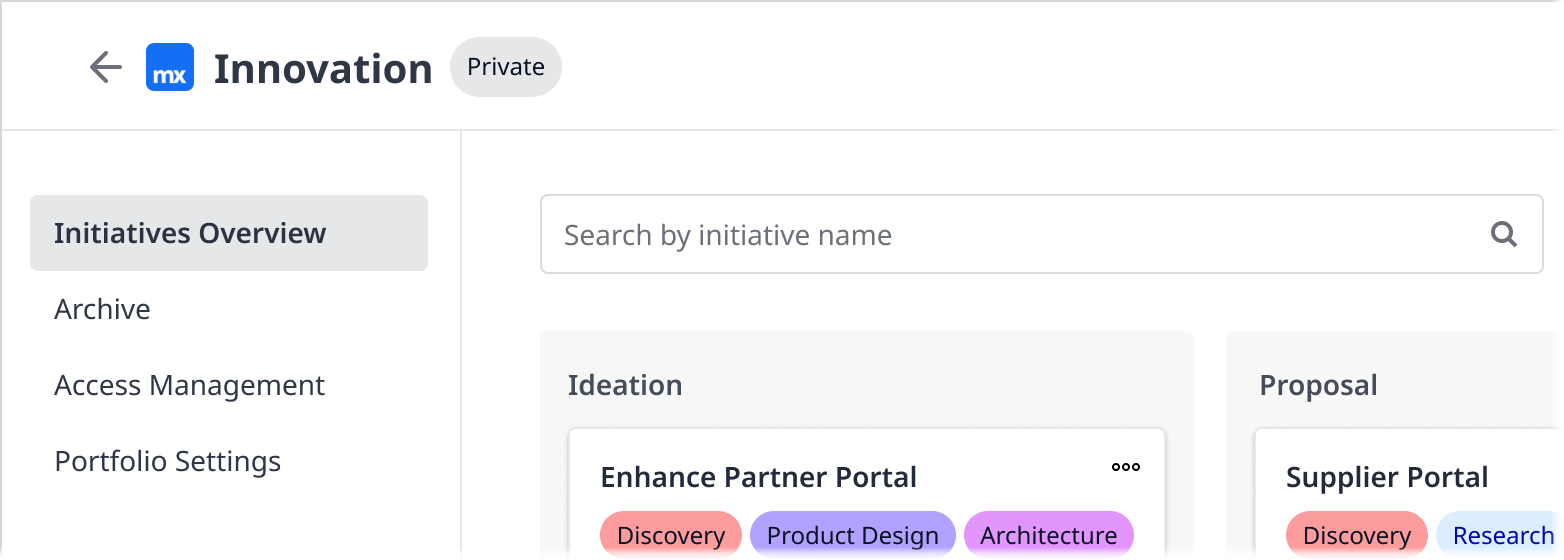 mx
Innovation
Private
Initiatives Overview
Archive
Access Management
Portfolio Settings
Search by initiative name
Ideation
Enhance Partner Portal
Discovery Product Design Architecture
Proposal
Supplier Portal
Discovery Research